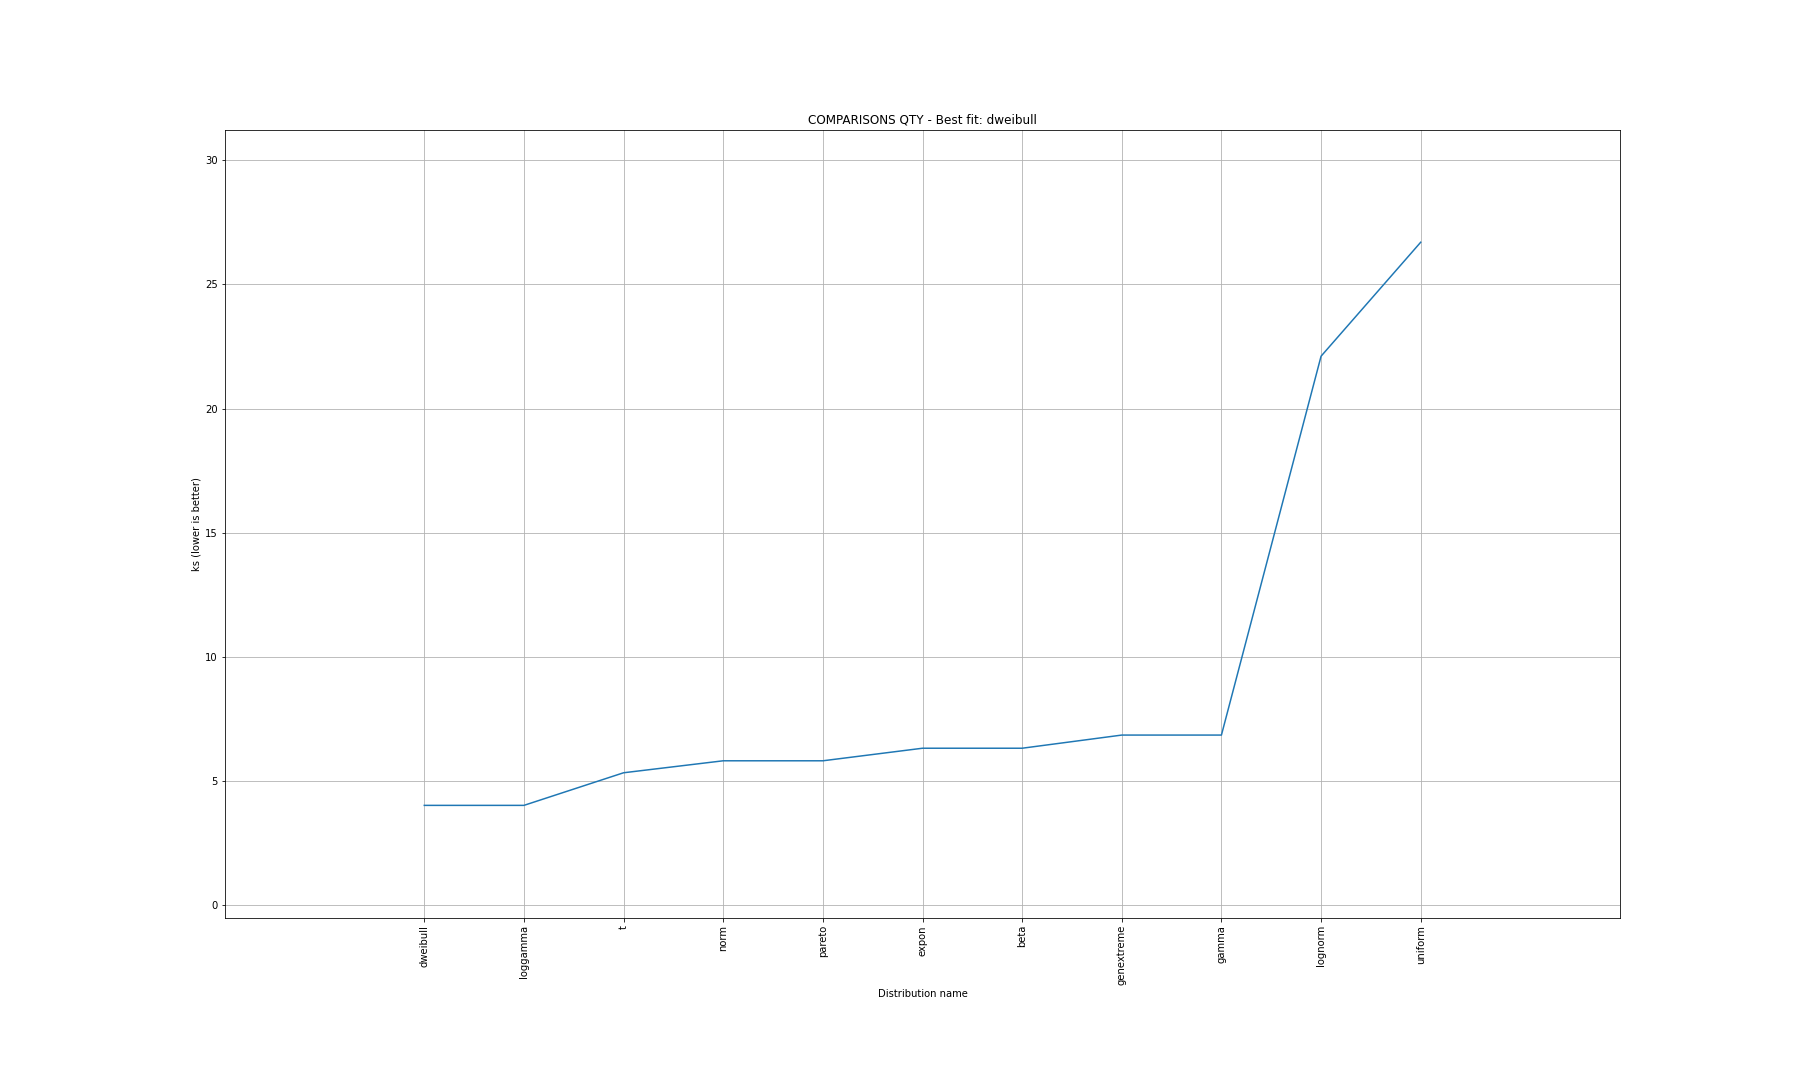 COMPARISONS QTY - Best fit: dweibull
ks (lower is better)
30
25
20
15
10
5
0
dweibull
loggamma
t
norm
pareto
expon
beta
genextreme
gamma
lognorm
uniform
Distribution name